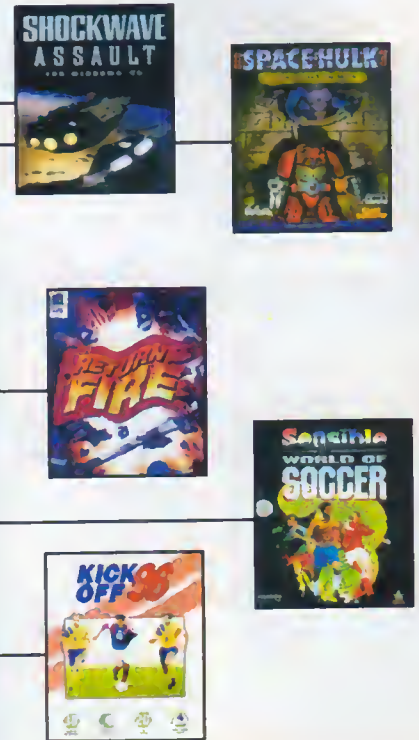 SHOCKWAVE
ASSAULT
SPACE HULK
RETURN
FIRE
Sensible
WORLD OF
SOCCER
KICK
OFF 96